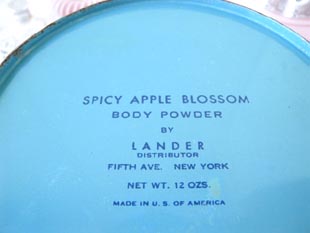 SPICY APPLE BLOSSOM
BODY POWDER
BY
LANDER
DISTRIBUTOR
FIFTH AVE. NEW YORK
NET WT. 12 OZS.
MADE IN U.S. OF AMERICA